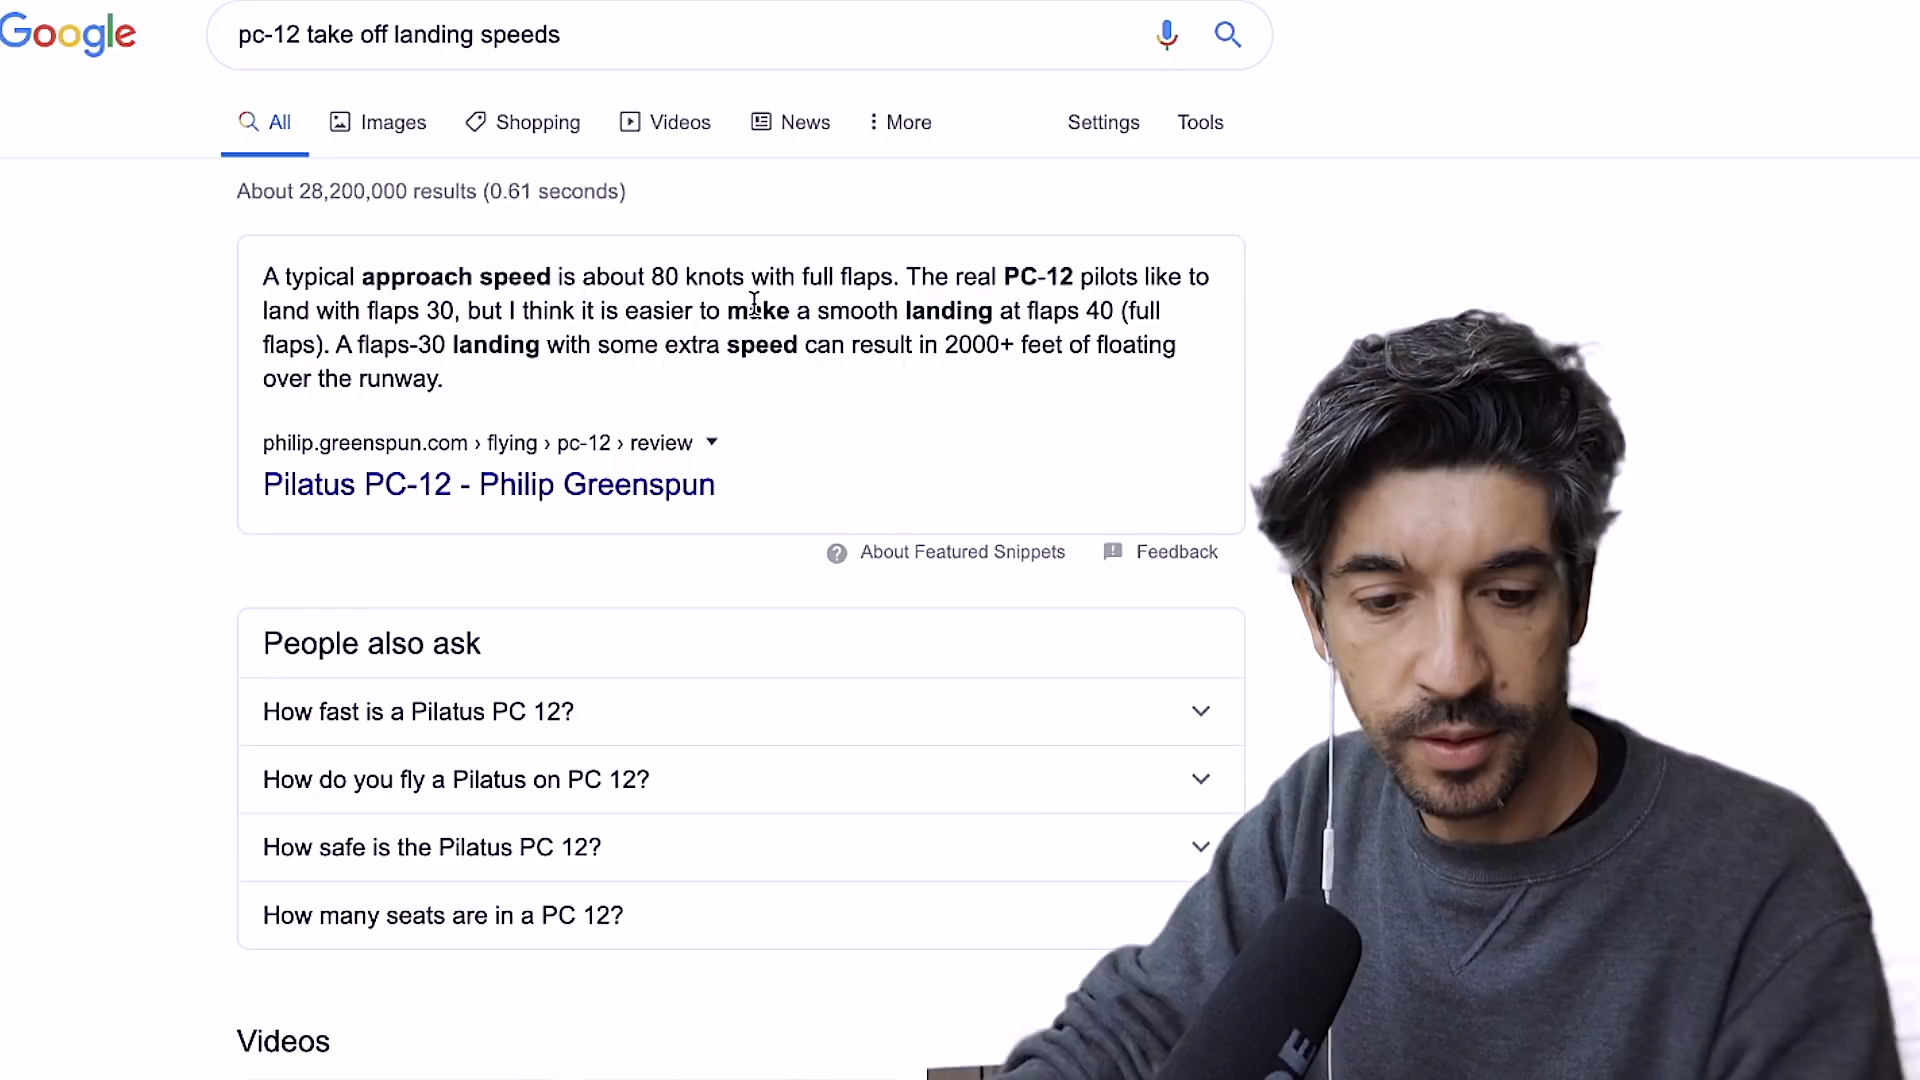 Google
pc-12 take off landing speeds
All Images Shopping Videos News More Settings Tools
About 28,200,000 results (0.61 seconds)
A typical approach speed is about 80 knots with full flaps. The real PC-12 pilots like to
land with flaps 30, but I think it is easier to make a smooth landing at flaps 40 (full
flaps). A flaps-30 landing with some extra speed can result in 2000+ feet of floating
over the runway.
philip.greenspun.com › flying › pc-12 › review
Pilatus PC-12 - Philip Greenspun
About Featured Snippets Feedback
People also ask
How fast is a Pilatus PC 12?
How do you fly a Pilatus on PC 12?
How safe is the Pilatus PC 12?
How many seats are in a PC 12?
Videos